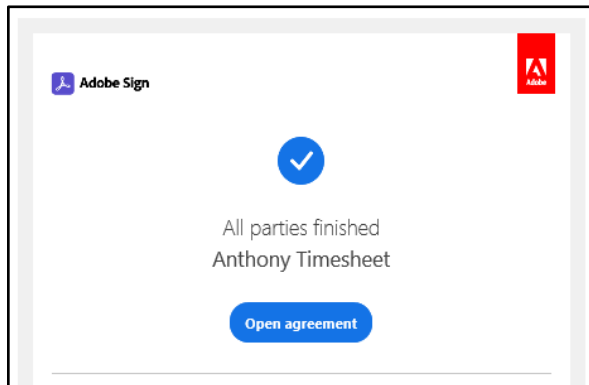 Adobe Sign
Adobe
All parties finished
Anthony Timesheet
Open agreement